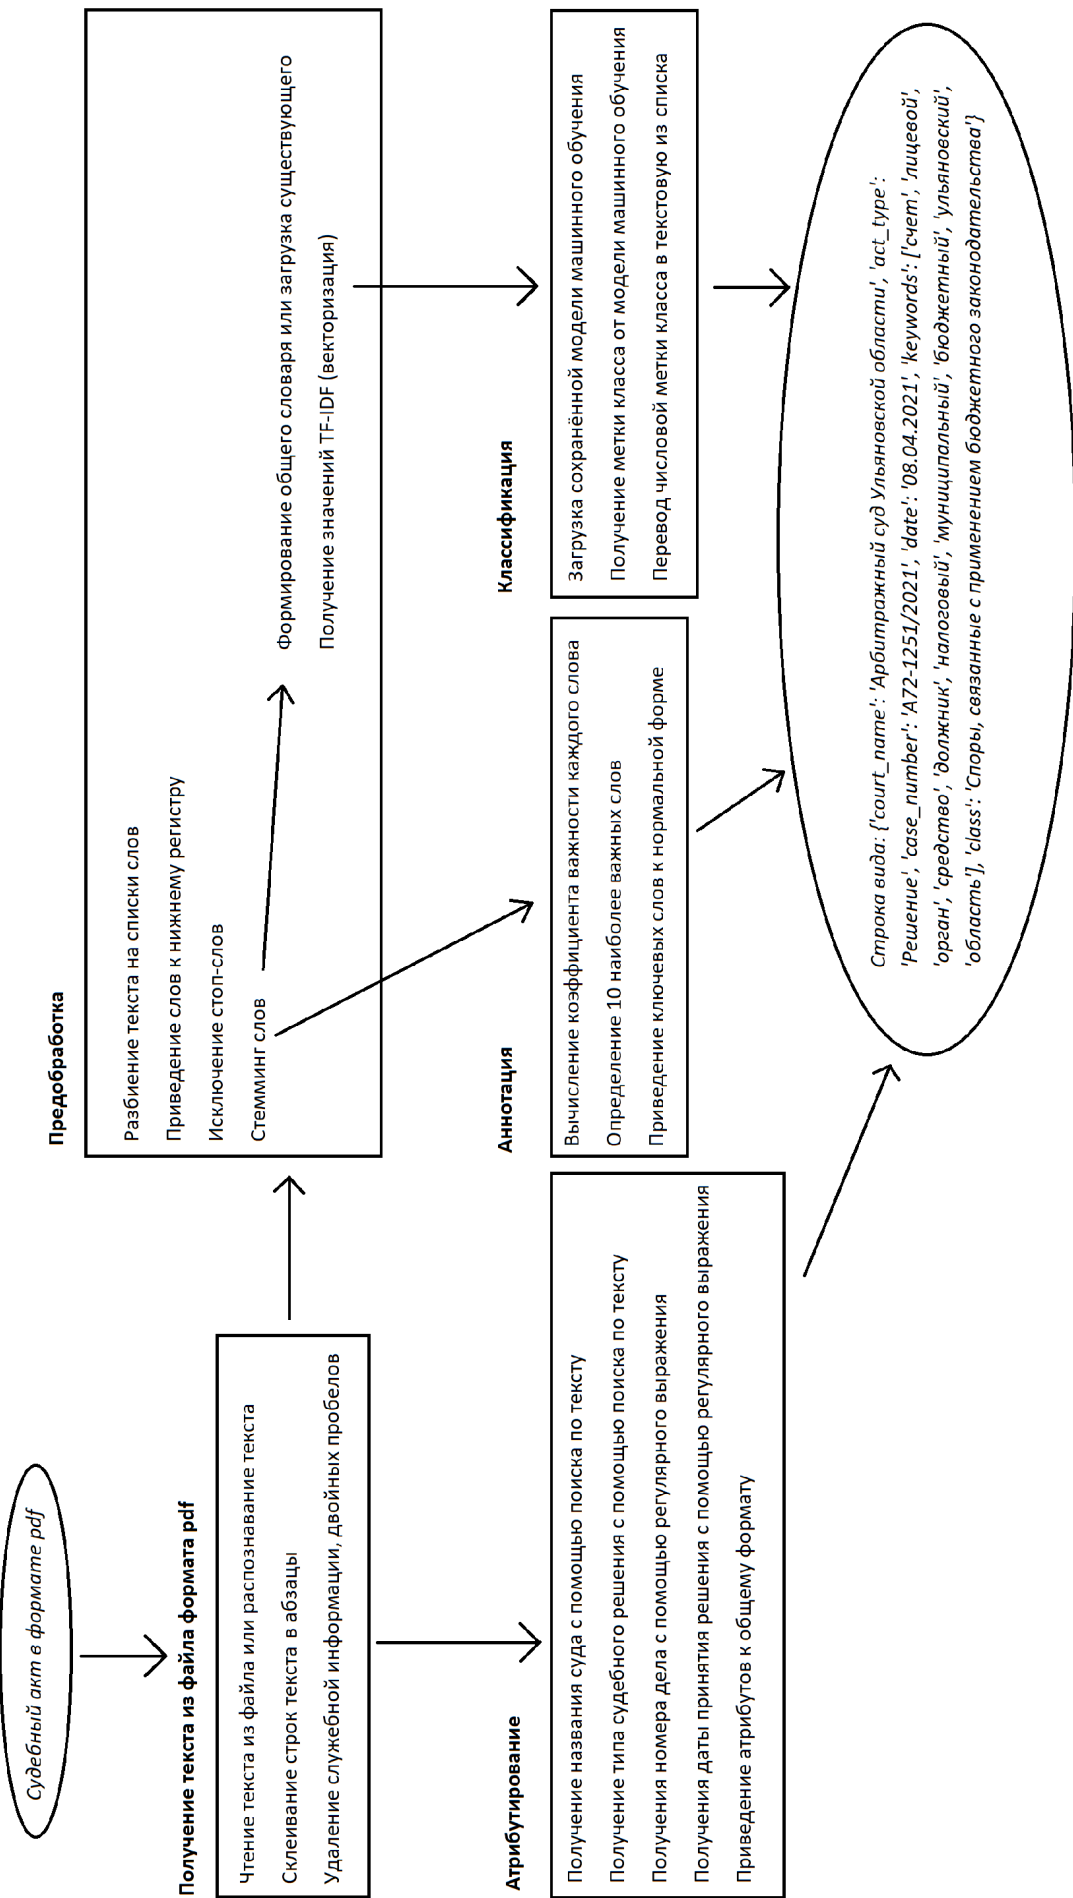 Судебный акт в формате pdf
Получение текста из файла формата pdf
Чтение текста из файла или распознавание текста
Склеивание строк текста в абзацы
Удаление служебной информации, двойных пробелов
Предобработка
Разбиение текста на списки слов
Приведение слов к нижнему регистру
Исключение стоп-слов
Стемминг слов
Формирование общего словаря или загрузка существующего
Получение значений TF-IDF (векторизация)
Атрибутирование
Получение названия суда с помощью поиска по тексту
Получение типа судебного решения с помощью поиска по тексту
Получения номера дела с помощью регулярного выражения
Получения даты принятия решения с помощью регулярного выражения
Приведение атрибутов к общему формату
Аннотация
Вычисление коэффициента важности каждого слова
Определение 10 наиболее важных слов
Приведение ключевых слов к нормальной форме
Классификация
Загрузка сохранённой модели машинного обучения
Получение метки класса от модели машинного обучения
Перевод числовой метки класса в текстовую из списка
Строка вида: {'court_name': 'Арбитражный суд Ульяновской области', 'act_type':
'Решение', 'case_number': 'А72-1251/2021', 'date': '08.04.2021', 'keywords': ['счет', 'лицевой',
'орган', 'средство', 'должник', 'налоговый', 'муниципальный', 'бюджетный', 'ульяновский',
'область'], 'class': 'Споры, связанные с применением бюджетного законодательства'}